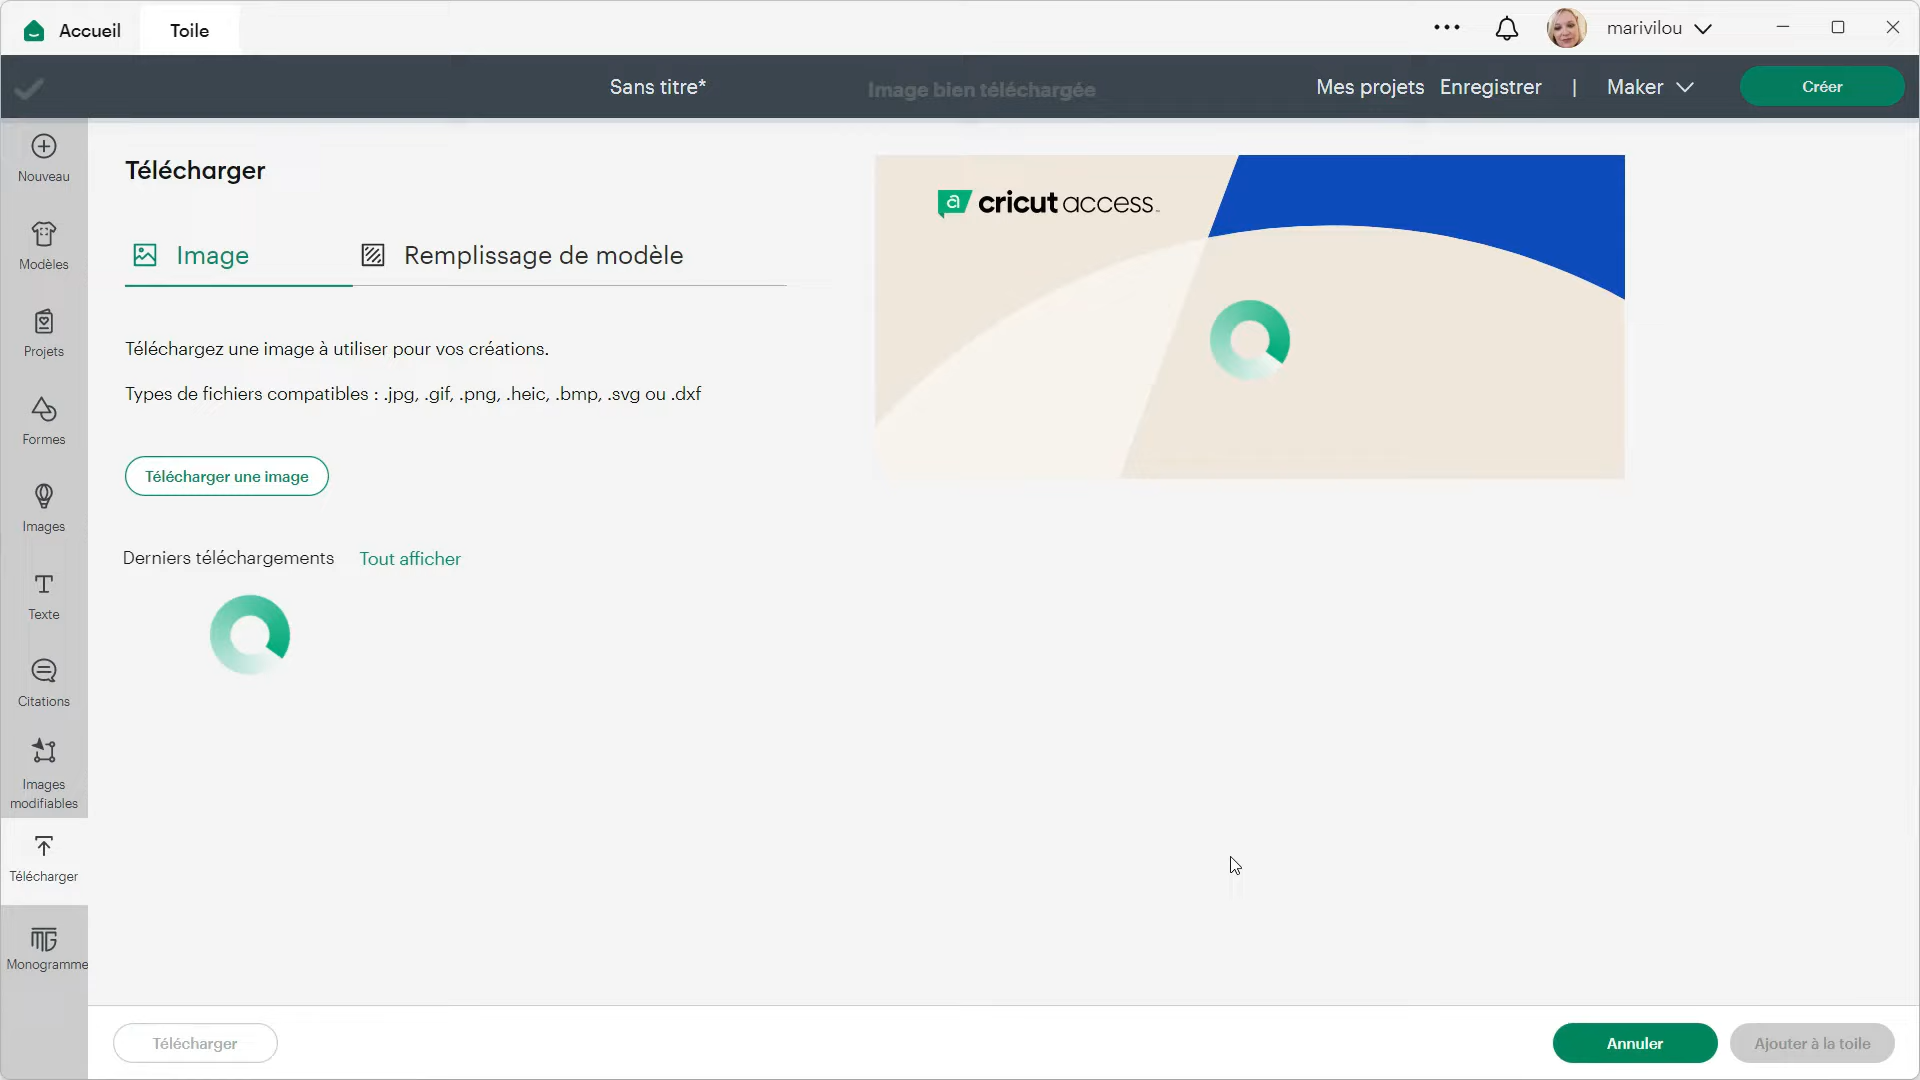 Accueil
Toile
marivilou
Sans titre*
Image bien téléchargée
Mes projets
Enregistrer
|
Maker
Créer
Nouveau
Modèles
Projets
Formes
Images
Texte
Citations
Images
modifiables
Télécharger
Monogramme
Télécharger
Image
Remplissage de modèle
Téléchargez une image à utiliser pour vos créations.
Types de fichiers compatibles : .jpg, .gif, .png, .heic, .bmp, .svg ou .dxf
Télécharger une image
Derniers téléchargements
Tout afficher
a cricut access
Télécharger
Annuler
Ajouter à la toile